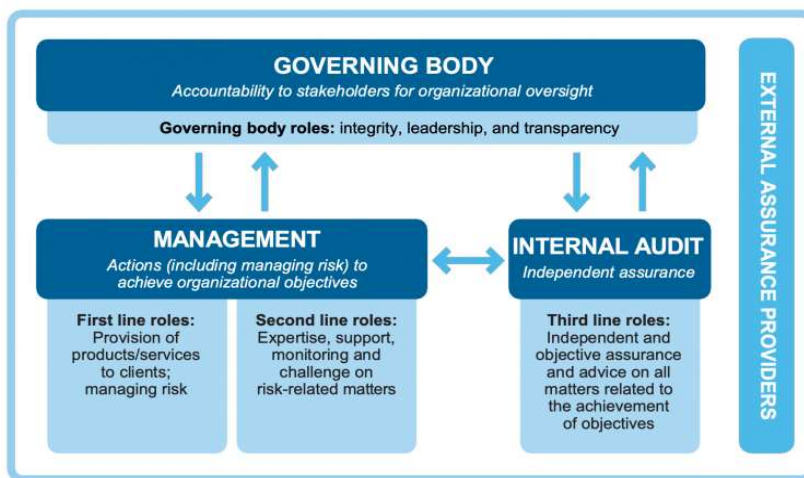 GOVERNING BODY
Accountability to stakeholders for organizational oversight
Governing body roles: integrity, leadership, and transparency
MANAGEMENT
Actions (including managing risk) to
achieve organizational objectives
First line roles:
Provision of
products/services
to clients;
managing risk
Second line roles:
Expertise, support,
monitoring and
challenge on
risk-related matters
INTERNAL AUDIT
Independent assurance
Third line roles:
Independent and
objective assurance
and advice on all
matters related to
the achievement
of objectives
EXTERNAL ASSURANCE PROVIDERS